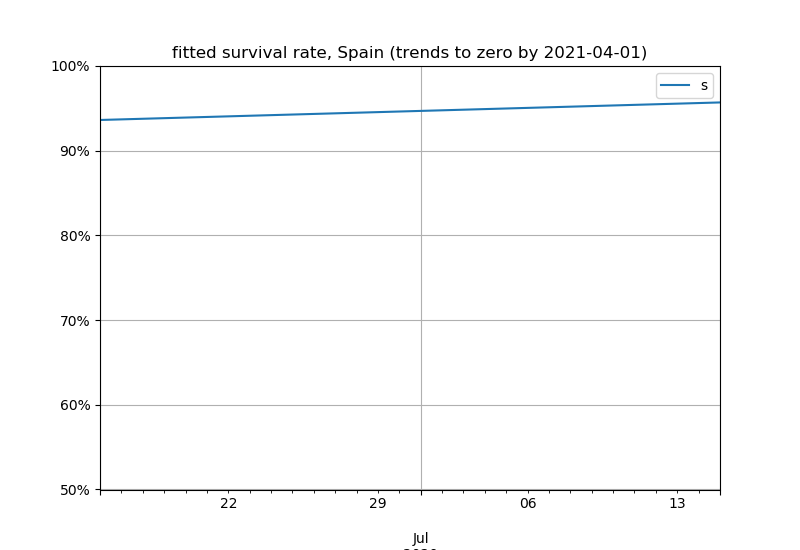 fitted survival rate, Spain (trends to zero by 2021-04-01)
100%
s
90%
80%
70%
60%
50%
22 29 06 13
Jul